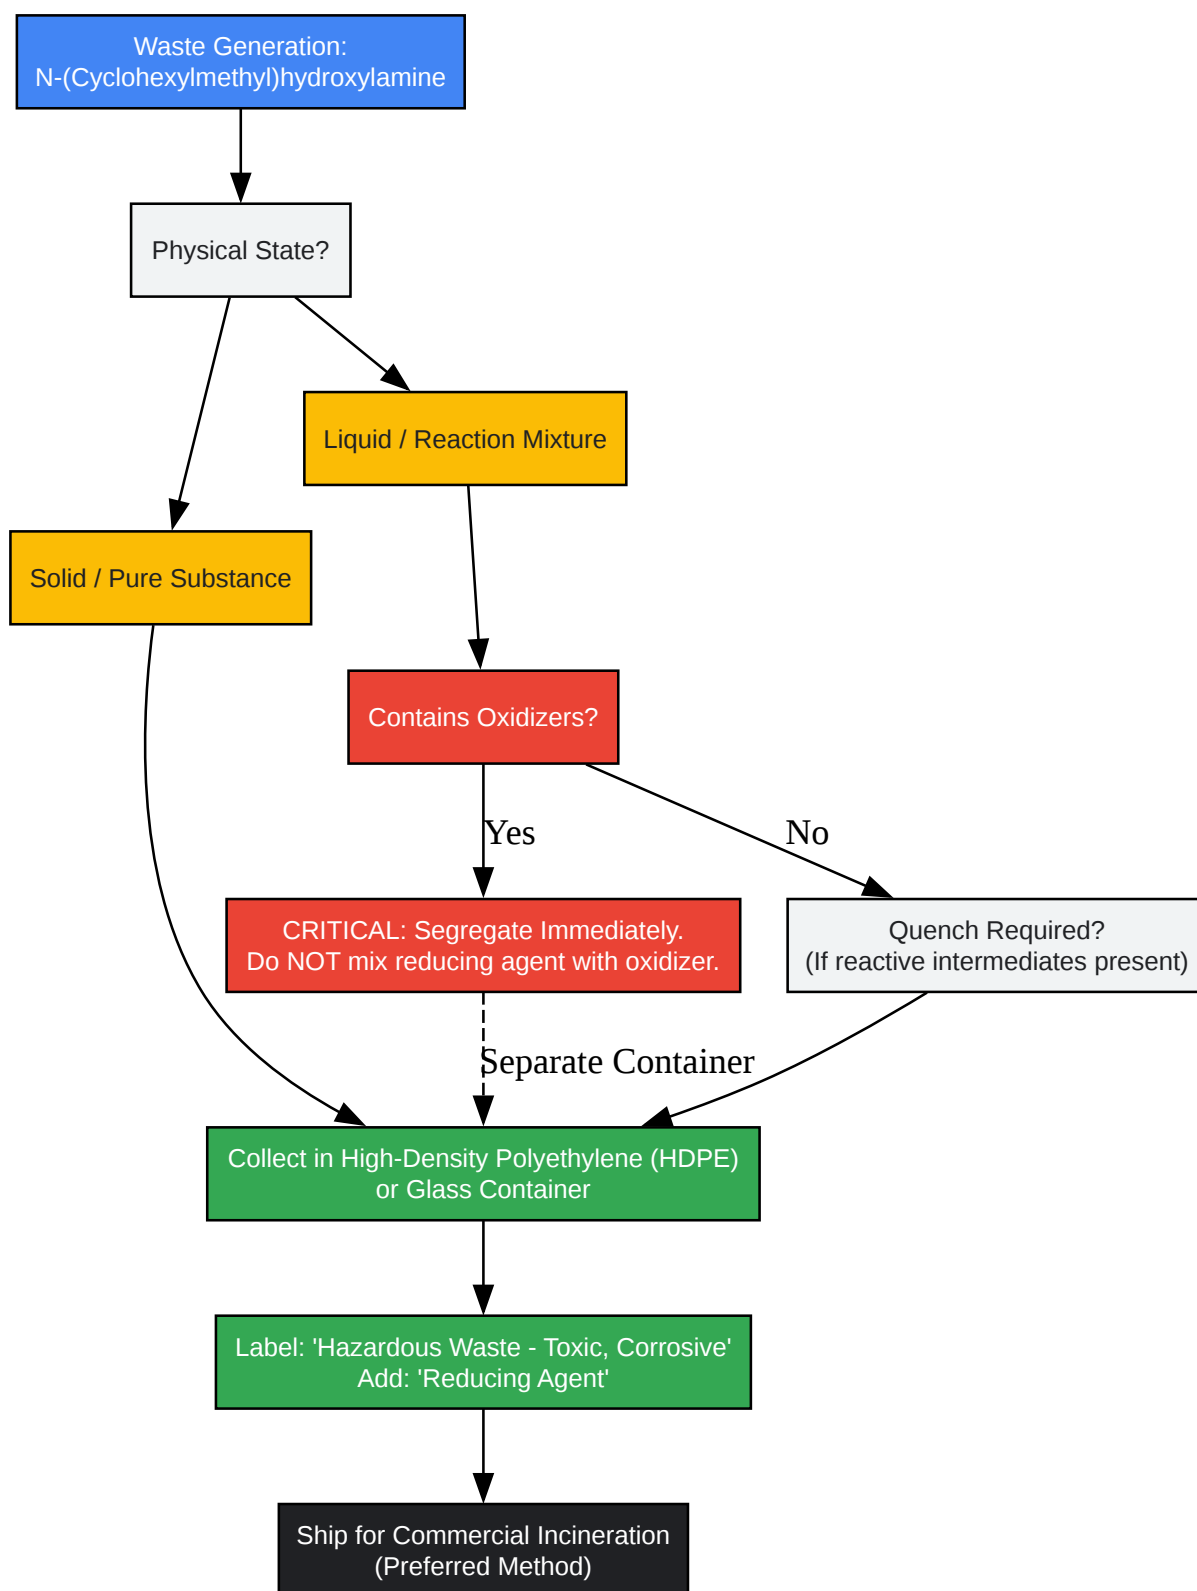 Waste Generation:
N-(Cyclohexylmethyl)hydroxylamine
Physical State?
Liquid / Reaction Mixture
Solid / Pure Substance
Contains Oxidizers?
Yes
No
CRITICAL: Segregate Immediately.
Do NOT mix reducing agent with oxidizer.
Quench Required?
(If reactive intermediates present)
Separate Container
Collect in High-Density Polyethylene (HDPE)
or Glass Container
Label: 'Hazardous Waste - Toxic, Corrosive'
Add: 'Reducing Agent'
Ship for Commercial Incineration
(Preferred Method)